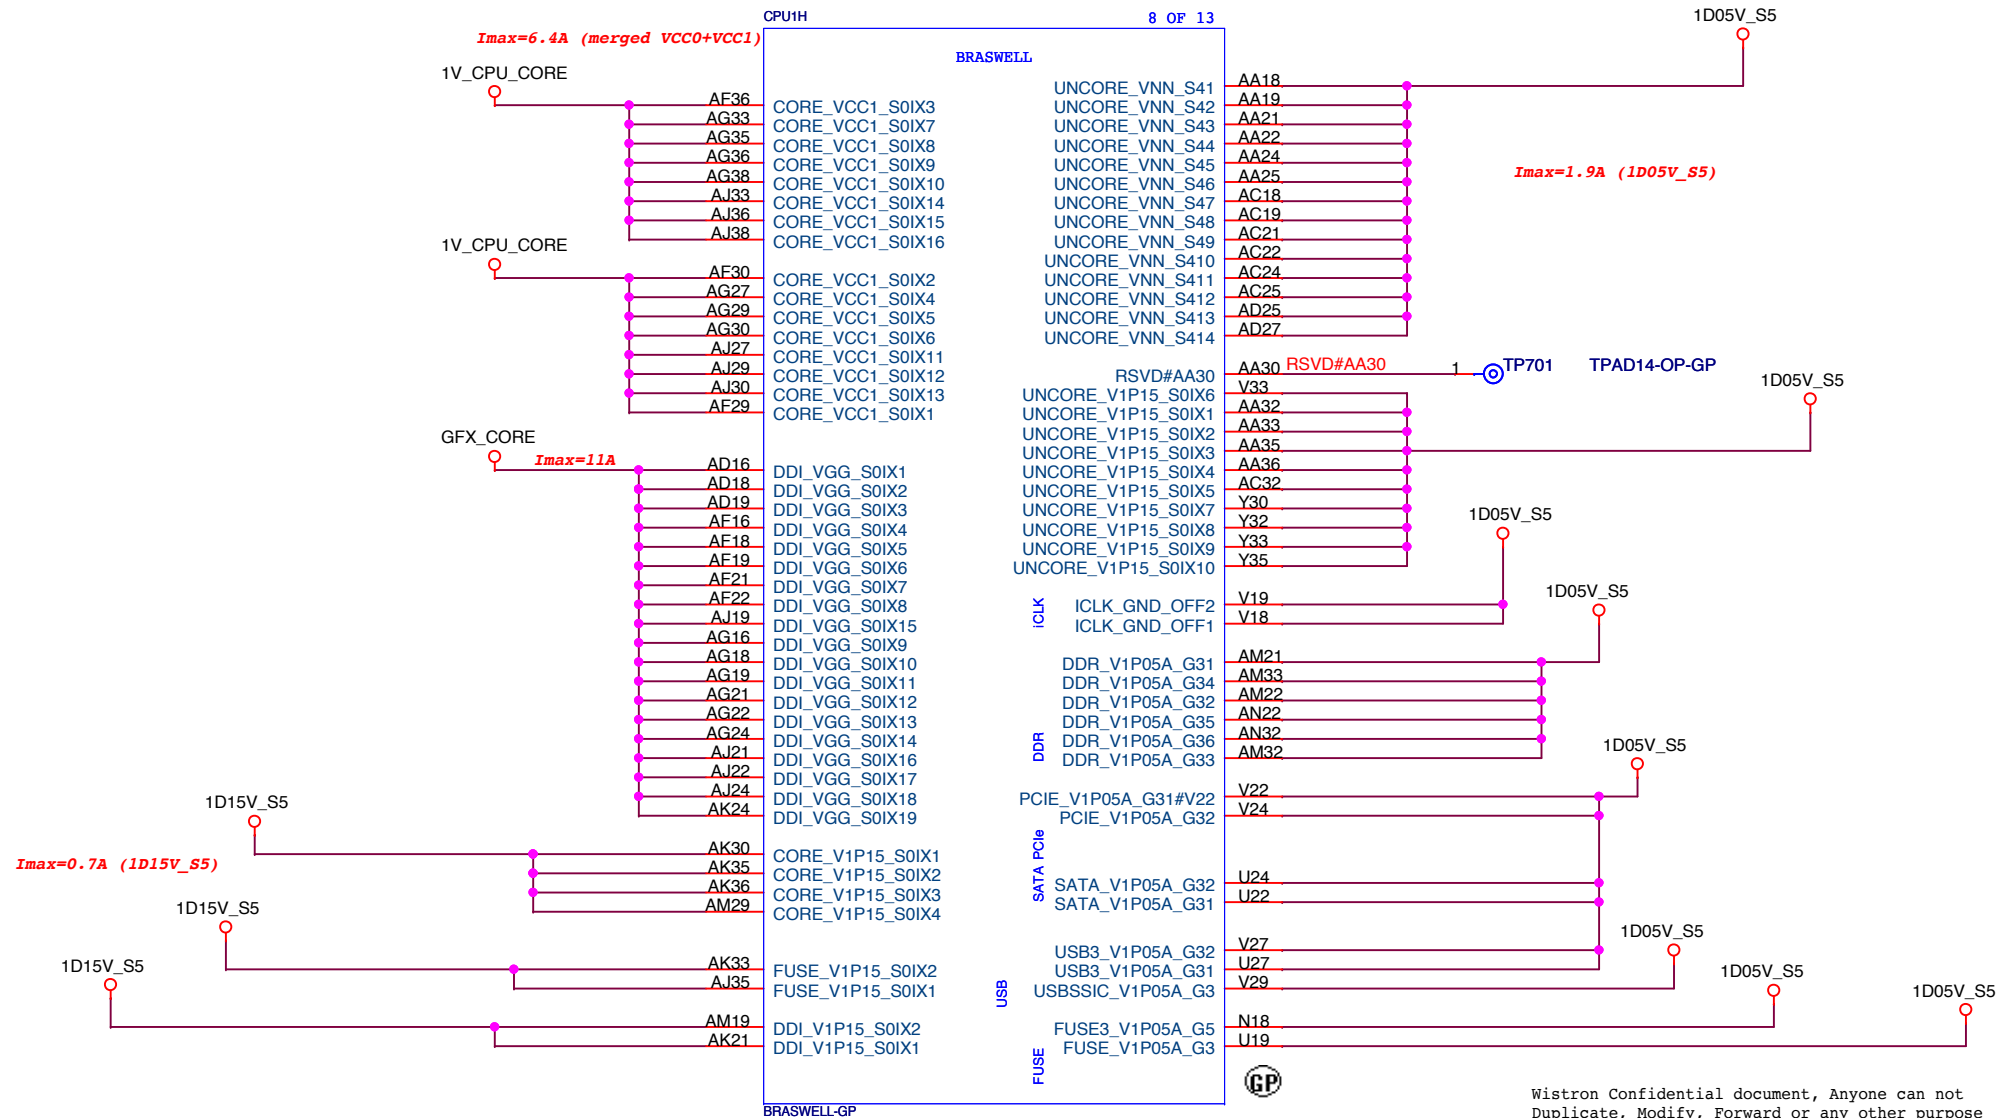 CPU1H
8 OF 13
BRASWELL
Imax=6.4A (merged VCC0+VCC1)
1V_CPU_CORE
AF36 CORE_VCC1_S0IX3
AG33 CORE_VCC1_S0IX7
AG35 CORE_VCC1_S0IX8
AG36 CORE_VCC1_S0IX9
AG38 CORE_VCC1_S0IX10
AJ33 CORE_VCC1_S0IX14
AJ36 CORE_VCC1_S0IX15
AJ38 CORE_VCC1_S0IX16
1V_CPU_CORE
AF30 CORE_VCC1_S0IX2
AG27 CORE_VCC1_S0IX4
AG29 CORE_VCC1_S0IX5
AG30 CORE_VCC1_S0IX6
AJ27 CORE_VCC1_S0IX11
AJ29 CORE_VCC1_S0IX12
AJ30 CORE_VCC1_S0IX13
AF29 CORE_VCC1_S0IX1
GFX_CORE
Imax=11A
AD16 DDI_VGG_S0IX1
AD18 DDI_VGG_S0IX2
AD19 DDI_VGG_S0IX3
AF16 DDI_VGG_S0IX4
AF18 DDI_VGG_S0IX5
AF19 DDI_VGG_S0IX6
AF21 DDI_VGG_S0IX7
AF22 DDI_VGG_S0IX8
AJ19 DDI_VGG_S0IX15
AG16 DDI_VGG_S0IX9
AG18 DDI_VGG_S0IX10
AG19 DDI_VGG_S0IX11
AG21 DDI_VGG_S0IX12
AG22 DDI_VGG_S0IX13
AG24 DDI_VGG_S0IX14
AJ21 DDI_VGG_S0IX16
AJ22 DDI_VGG_S0IX17
AJ24 DDI_VGG_S0IX18
AK24 DDI_VGG_S0IX19
1D15V_S5
Imax=0.7A (1D15V_S5)
AK30 CORE_V1P15_S0IX1
AK35 CORE_V1P15_S0IX2
AK36 CORE_V1P15_S0IX3
AM29 CORE_V1P15_S0IX4
1D15V_S5
AK33 FUSE_V1P15_S0IX2
AJ35 FUSE_V1P15_S0IX1
1D15V_S5
AM19 DDI_V1P15_S0IX2
AK21 DDI_V1P15_S0IX1
BRASWELL-GP
1D05V_S5
UNCORE_VNN_S41 AA18
UNCORE_VNN_S42 AA19
UNCORE_VNN_S43 AA21
UNCORE_VNN_S44 AA22
UNCORE_VNN_S45 AA24
UNCORE_VNN_S46 AA25
UNCORE_VNN_S47 AC18
UNCORE_VNN_S48 AC19
UNCORE_VNN_S49 AC21
UNCORE_VNN_S410 AC22
UNCORE_VNN_S411 AC24
UNCORE_VNN_S412 AC25
UNCORE_VNN_S413 AD25
UNCORE_VNN_S414 AD27
Imax=1.9A (1D05V_S5)
RSVD#AA30 AA30 RSVD#AA30 1 TP701 TPAD14-OP-GP
1D05V_S5
UNCORE_V1P15_S0IX6 V33
UNCORE_V1P15_S0IX1 AA32
UNCORE_V1P15_S0IX2 AA33
UNCORE_V1P15_S0IX3 AA35
UNCORE_V1P15_S0IX4 AA36
UNCORE_V1P15_S0IX5 AC32
UNCORE_V1P15_S0IX7 Y30
UNCORE_V1P15_S0IX8 Y32
UNCORE_V1P15_S0IX9 Y33
UNCORE_V1P15_S0IX10 Y35
1D05V_S5
iCLK
ICLK_GND_OFF2 V19
ICLK_GND_OFF1 V18
1D05V_S5
DDR
DDR_V1P05A_G31 AM21
DDR_V1P05A_G34 AM33
DDR_V1P05A_G32 AM22
DDR_V1P05A_G35 AN22
DDR_V1P05A_G36 AN32
DDR_V1P05A_G33 AM32
1D05V_S5
SATA PCIe
PCIE_V1P05A_G31#V22 V22
PCIE_V1P05A_G32 V24
SATA_V1P05A_G32 U24
SATA_V1P05A_G31 U22
USB
USB3_V1P05A_G32 V27
USB3_V1P05A_G31 U27
1D05V_S5
USBSSIC_V1P05A_G3 V29
1D05V_S5
FUSE
FUSE3_V1P05A_G5 N18
1D05V_S5
FUSE_V1P05A_G3 U19
GP
Wistron Confidential document, Anyone can not
Duplicate, Modify, Forward or any other purpose